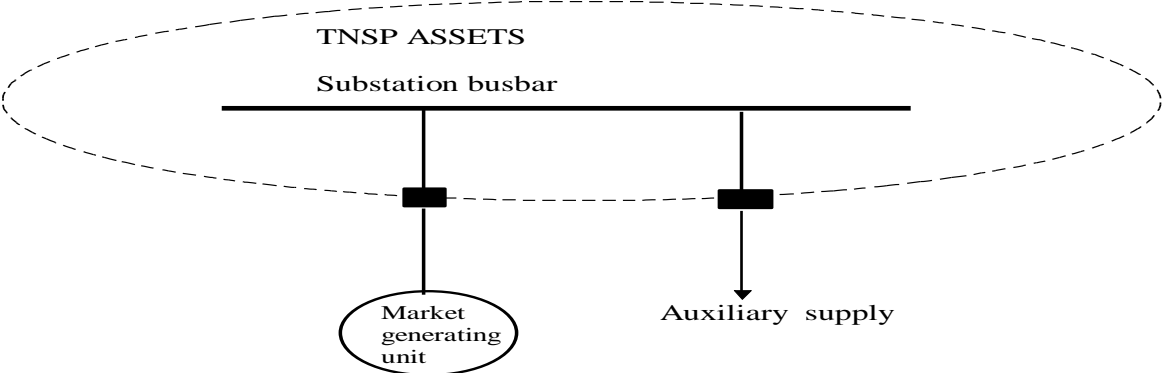 TNSP ASSETS
Substation busbar
Market
generating
unit
Auxiliary supply